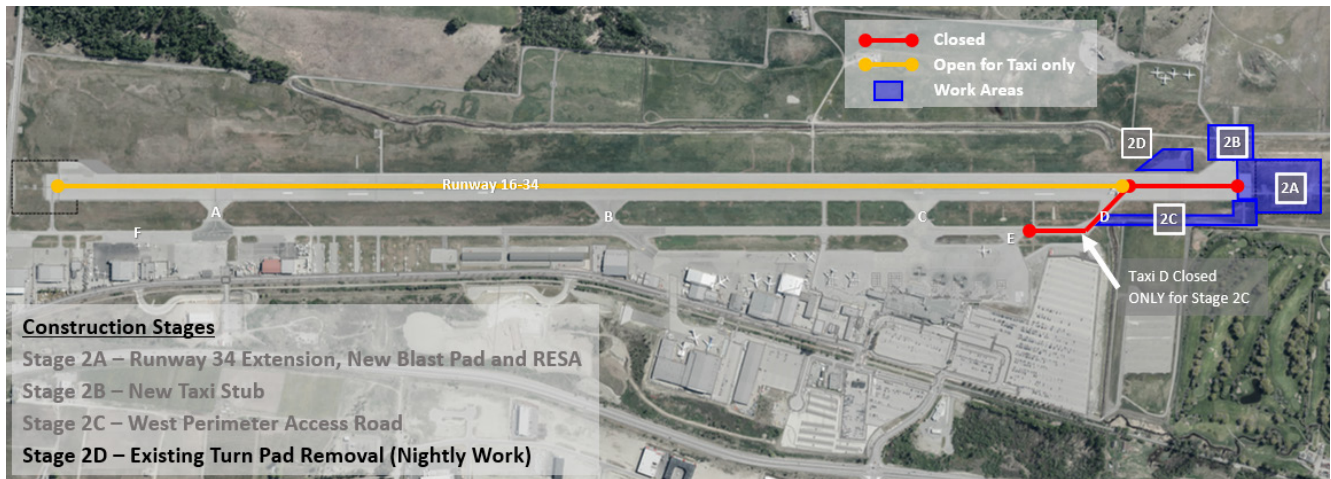 Closed
Open for Taxi only
Work Areas
2D
2B
Runway 16-34
2A
A
B
C
D
2C
F
E
Taxi D Closed
ONLY for Stage 2C
Construction Stages
Stage 2A – Runway 34 Extension, New Blast Pad and RESA
Stage 2B – New Taxi Stub
Stage 2C – West Perimeter Access Road
Stage 2D – Existing Turn Pad Removal (Nightly Work)